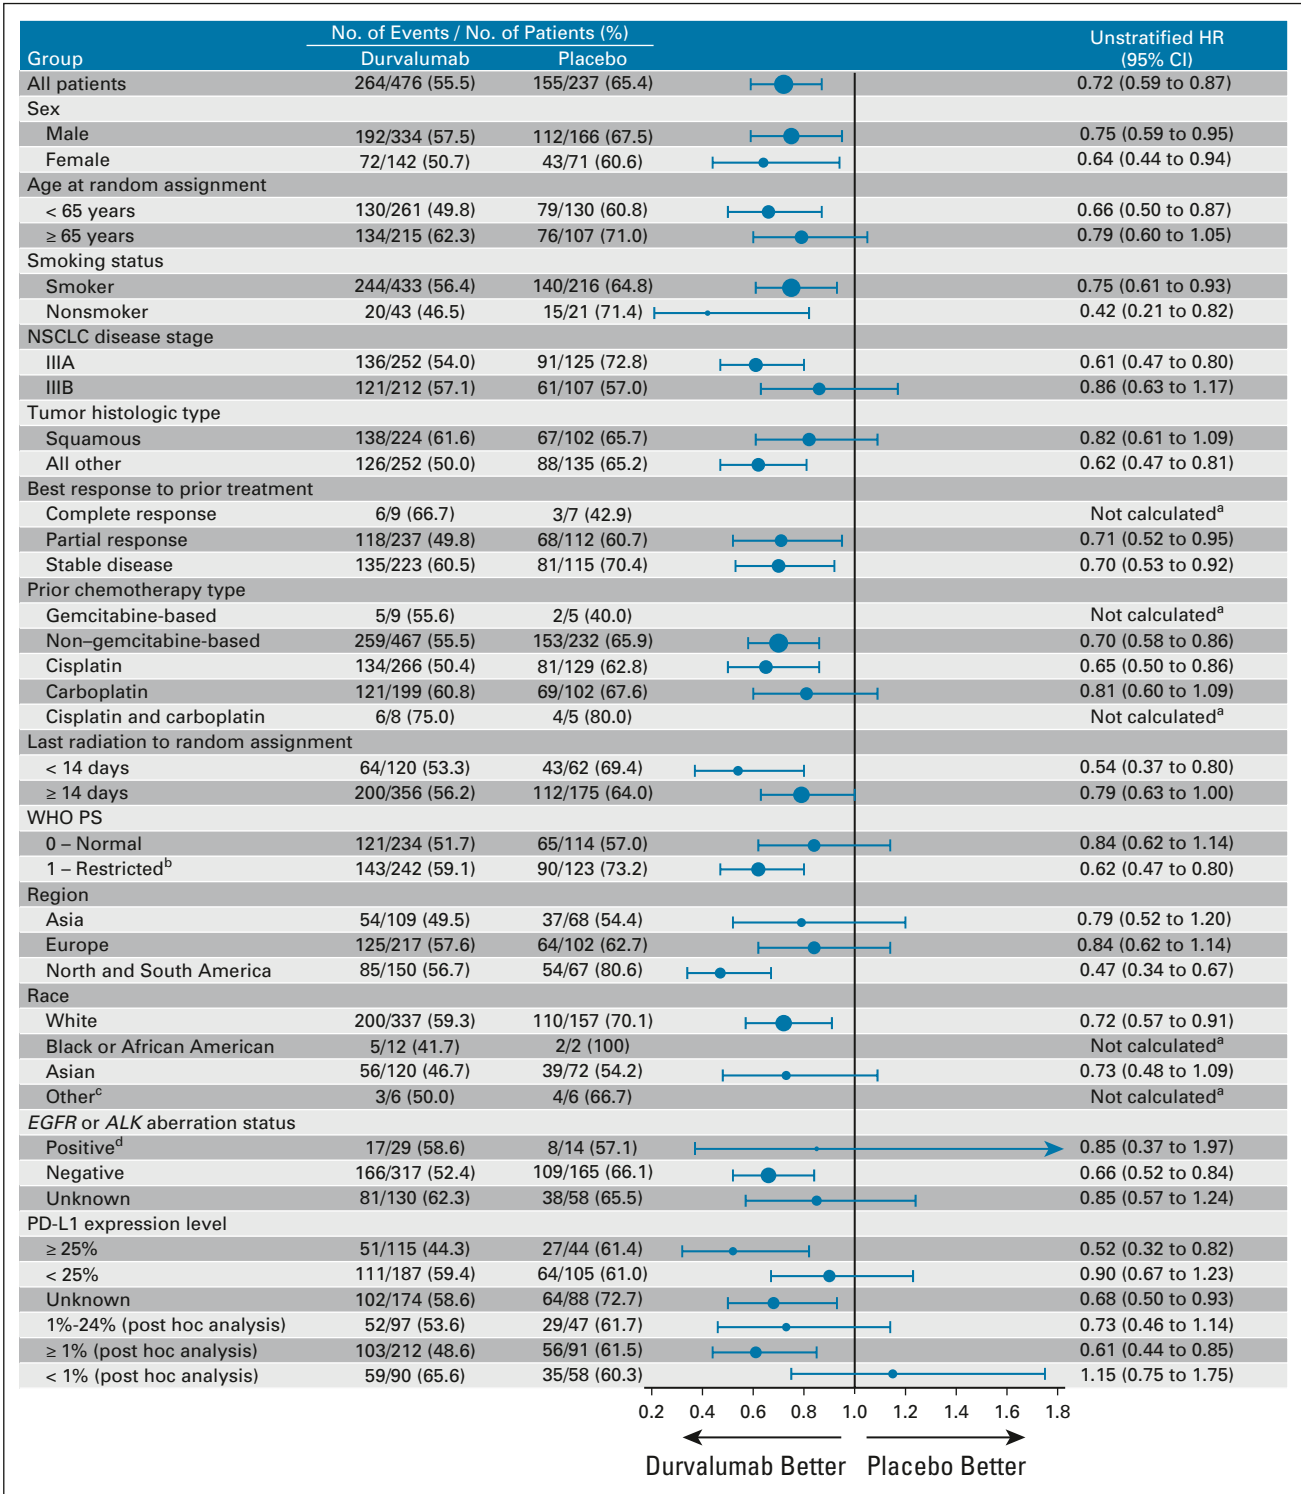 No. of Events / No. of Patients (%)
Group Durvalumab Placebo Unstratified HR (95% CI)
All patients 264/476 (55.5) 155/237 (65.4) 0.72 (0.59 to 0.87)
Sex
Male 192/334 (57.5) 112/166 (67.5) 0.75 (0.59 to 0.95)
Female 72/142 (50.7) 43/71 (60.6) 0.64 (0.44 to 0.94)
Age at random assignment
< 65 years 130/261 (49.8) 79/130 (60.8) 0.66 (0.50 to 0.87)
≥ 65 years 134/215 (62.3) 76/107 (71.0) 0.79 (0.60 to 1.05)
Smoking status
Smoker 244/433 (56.4) 140/216 (64.8) 0.75 (0.61 to 0.93)
Nonsmoker 20/43 (46.5) 15/21 (71.4) 0.42 (0.21 to 0.82)
NSCLC disease stage
IIIA 136/252 (54.0) 91/125 (72.8) 0.61 (0.47 to 0.80)
IIIB 121/212 (57.1) 61/107 (57.0) 0.86 (0.63 to 1.17)
Tumor histologic type
Squamous 138/224 (61.6) 67/102 (65.7) 0.82 (0.61 to 1.09)
All other 126/252 (50.0) 88/135 (65.2) 0.62 (0.47 to 0.81)
Best response to prior treatment
Complete response 6/9 (66.7) 3/7 (42.9) Not calculatedᵃ
Partial response 118/237 (49.8) 68/112 (60.7) 0.71 (0.52 to 0.95)
Stable disease 135/223 (60.5) 81/115 (70.4) 0.70 (0.53 to 0.92)
Prior chemotherapy type
Gemcitabine-based 5/9 (55.6) 2/5 (40.0) Not calculatedᵃ
Non–gemcitabine-based 259/467 (55.5) 153/232 (65.9) 0.70 (0.58 to 0.86)
Cisplatin 134/266 (50.4) 81/129 (62.8) 0.65 (0.50 to 0.86)
Carboplatin 121/199 (60.8) 69/102 (67.6) 0.81 (0.60 to 1.09)
Cisplatin and carboplatin 6/8 (75.0) 4/5 (80.0) Not calculatedᵃ
Last radiation to random assignment
< 14 days 64/120 (53.3) 43/62 (69.4) 0.54 (0.37 to 0.80)
≥ 14 days 200/356 (56.2) 112/175 (64.0) 0.79 (0.63 to 1.00)
WHO PS
0 – Normal 121/234 (51.7) 65/114 (57.0) 0.84 (0.62 to 1.14)
1 – Restrictedᵇ 143/242 (59.1) 90/123 (73.2) 0.62 (0.47 to 0.80)
Region
Asia 54/109 (49.5) 37/68 (54.4) 0.79 (0.52 to 1.20)
Europe 125/217 (57.6) 64/102 (62.7) 0.84 (0.62 to 1.14)
North and South America 85/150 (56.7) 54/67 (80.6) 0.47 (0.34 to 0.67)
Race
White 200/337 (59.3) 110/157 (70.1) 0.72 (0.57 to 0.91)
Black or African American 5/12 (41.7) 2/2 (100) Not calculatedᵃ
Asian 56/120 (46.7) 39/72 (54.2) 0.73 (0.48 to 1.09)
Otherᶜ 3/6 (50.0) 4/6 (66.7) Not calculatedᵃ
EGFR or ALK aberration status
Positiveᵈ 17/29 (58.6) 8/14 (57.1) 0.85 (0.37 to 1.97)
Negative 166/317 (52.4) 109/165 (66.1) 0.66 (0.52 to 0.84)
Unknown 81/130 (62.3) 38/58 (65.5) 0.85 (0.57 to 1.24)
PD-L1 expression level
≥ 25% 51/115 (44.3) 27/44 (61.4) 0.52 (0.32 to 0.82)
< 25% 111/187 (59.4) 64/105 (61.0) 0.90 (0.67 to 1.23)
Unknown 102/174 (58.6) 64/88 (72.7) 0.68 (0.50 to 0.93)
1%-24% (post hoc analysis) 52/97 (53.6) 29/47 (61.7) 0.73 (0.46 to 1.14)
≥ 1% (post hoc analysis) 103/212 (48.6) 56/91 (61.5) 0.61 (0.44 to 0.85)
< 1% (post hoc analysis) 59/90 (65.6) 35/58 (60.3) 1.15 (0.75 to 1.75)
0.2 0.4 0.6 0.8 1.0 1.2 1.4 1.6 1.8
Durvalumab Better Placebo Better